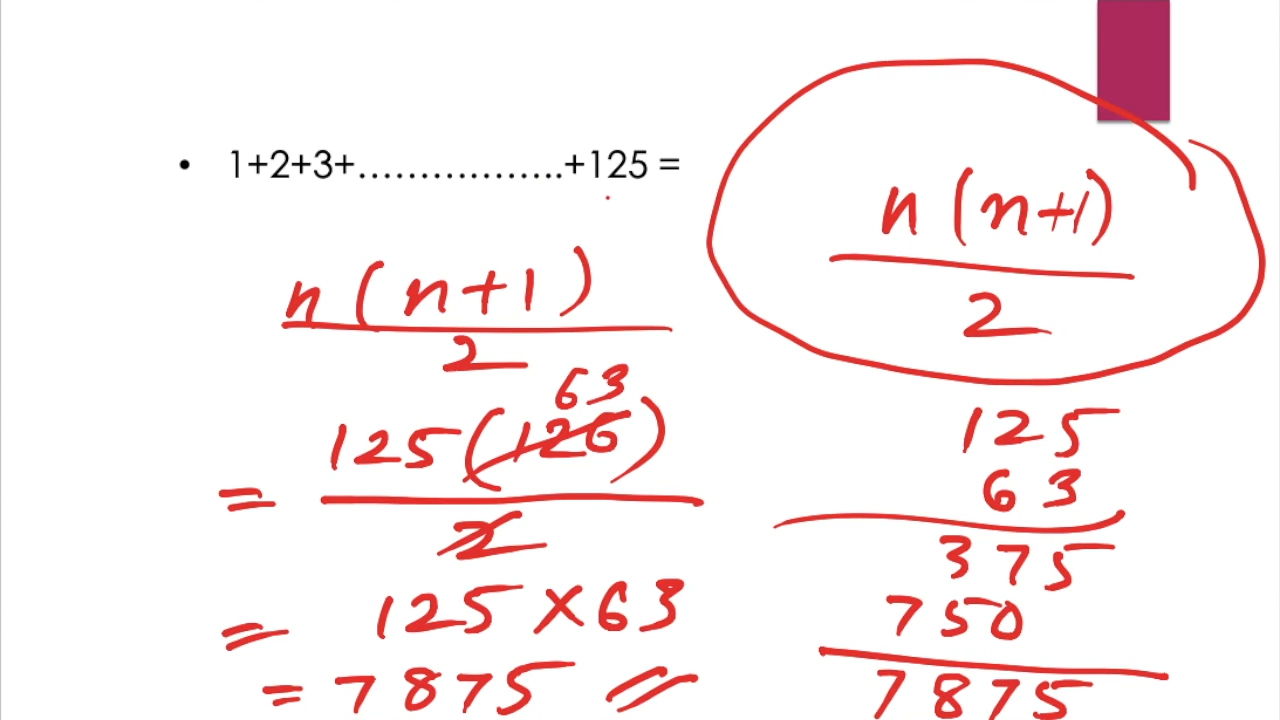 • 1+2+3+……………..+125 =
n(n+1)
2
n(n+1)
2
63
= 125(126)
2
= 125 × 63
= 7875 //
125
63
375
750
7875